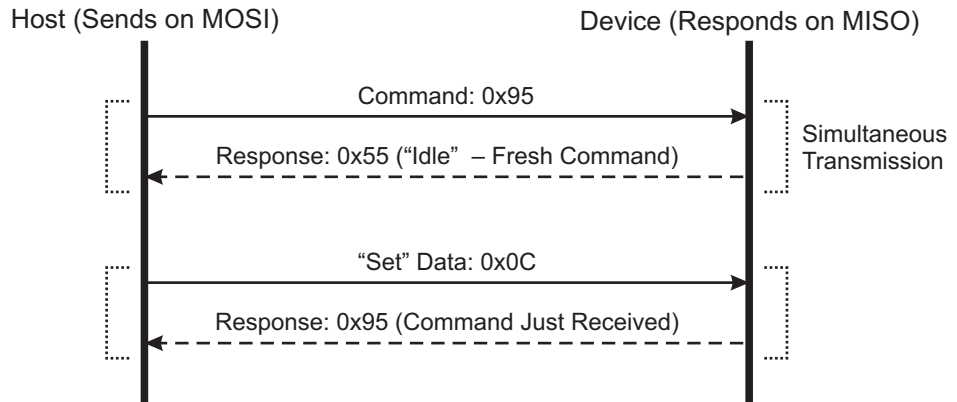 Host (Sends on MOSI)
Device (Responds on MISO)
Command: 0x95
Response: 0x55 (“Idle” – Fresh Command)
Simultaneous
Transmission
“Set” Data: 0x0C
Response: 0x95 (Command Just Received)